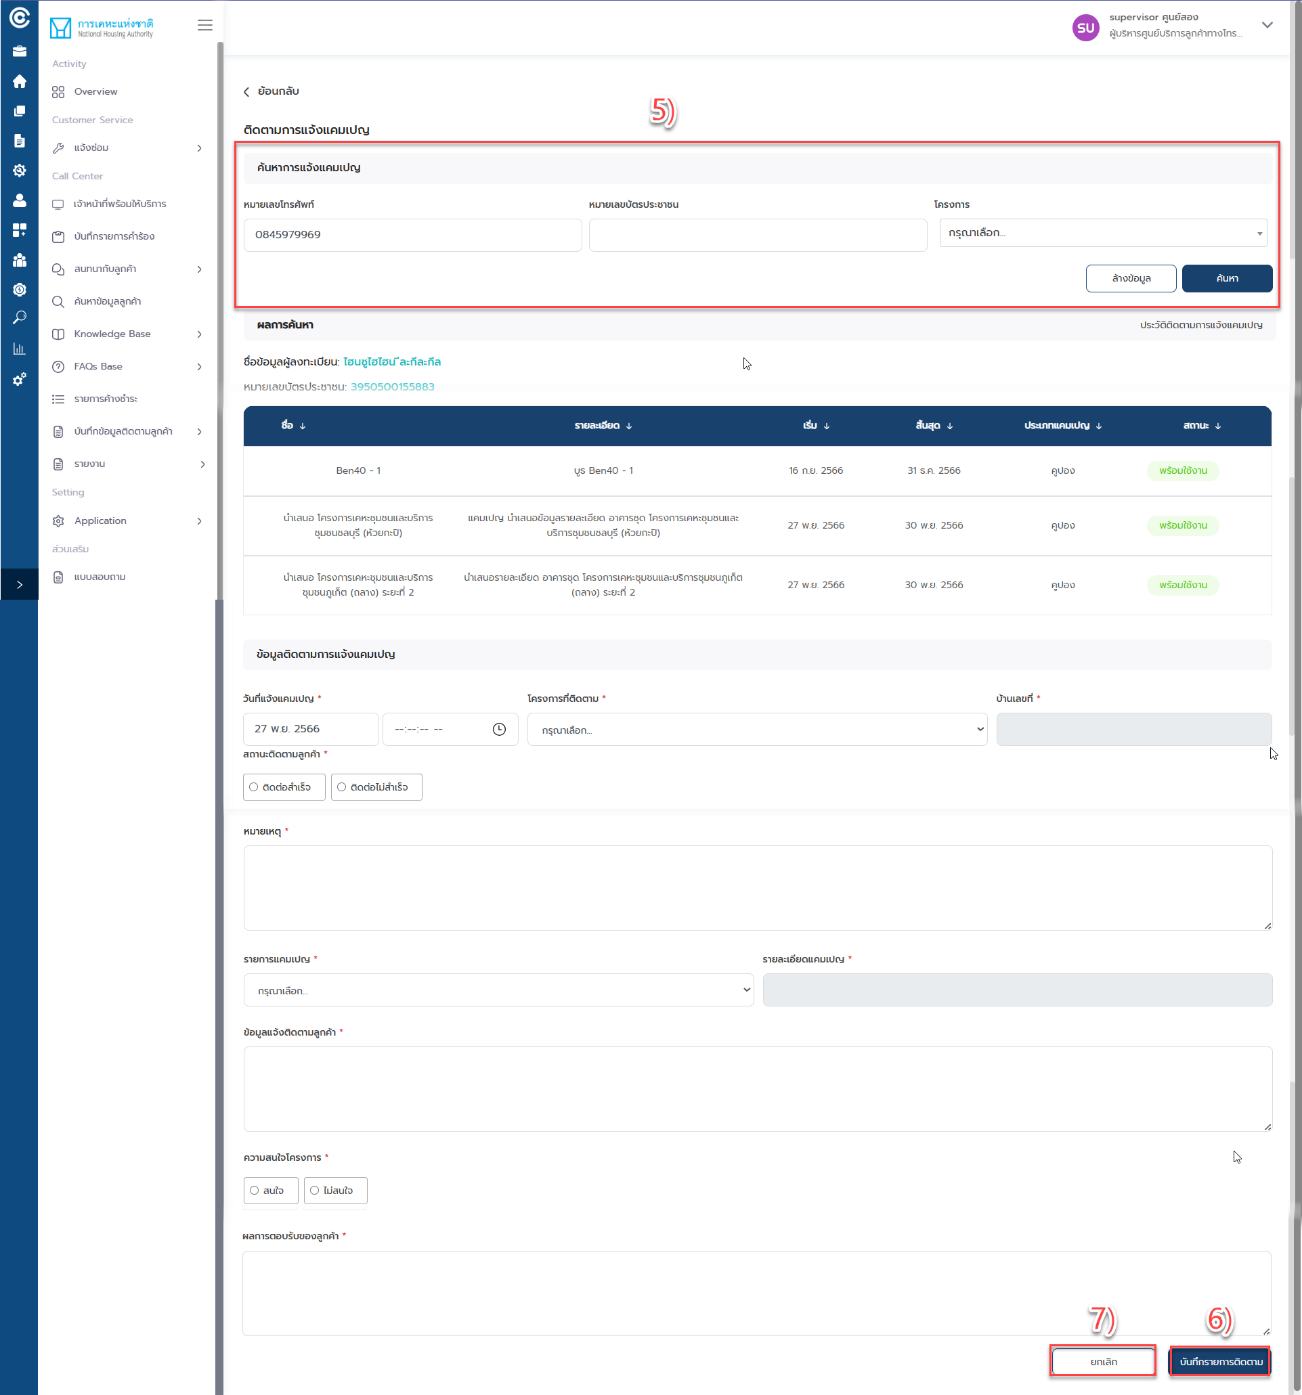 การเคหะแห่งชาติ
National Housing Authority
supervisor ศูนย์สอง
SU
ผู้บริหารศูนย์บริการลูกค้าทางโทร...
Activity
Overview
Customer Service
แจ้งซ่อม
Call Center
เจ้าหน้าที่พร้อมให้บริการ
บันทึกรายการคำร้อง
สนทนากับลูกค้า
ค้นหาข้อมูลลูกค้า
Knowledge Base
FAQs Base
รายการค้างชำระ
บันทึกข้อมูลติดตามลูกค้า
รายงาน
Setting
Application
ส่วนเสริม
แบบสอบถาม
ย้อนกลับ
5)
ติดตามการแจ้งแคมเปญ
ค้นหาการแจ้งแคมเปญ
หมายเลขโทรศัพท์ หมายเลขบัตรประชาชน โครงการ
0845979969 กรุณาเลือก...
ล้างข้อมูล ค้นหา
ผลการค้นหา ประวัติติดตามการแจ้งแคมเปญ
ชื่อข้อมูลผู้ลงทะเบียน:
หมายเลขบัตรประชาชน: 3950500155883
ชื่อ ↓ รายละเอียด ↓ เริ่ม ↓ สิ้นสุด ↓ ประเภทแคมเปญ ↓ สถานะ ↓
Ben40 - 1 บูธ Ben40 - 1 16 ก.ย. 2566 31 ธ.ค. 2566 คูปอง พร้อมใช้งาน
นำเสนอ โครงการเคหะชุมชนและบริการ แคมเปญ นำเสนอข้อมูลรายละเอียด อาคารชุด โครงการเคหะชุมชนและ
ชุมชนชลบุรี (ห้วยกะปิ) บริการชุมชนชลบุรี (ห้วยกะปิ) 27 พ.ย. 2566 30 พ.ย. 2566 คูปอง พร้อมใช้งาน
นำเสนอ โครงการเคหะชุมชนและบริการ นำเสนอรายละเอียด อาคารชุด โครงการเคหะชุมชนและบริการชุมชนภูเก็ต
ชุมชนภูเก็ต (ถลาง) ระยะที่ 2 (ถลาง) ระยะที่ 2 27 พ.ย. 2566 30 พ.ย. 2566 คูปอง พร้อมใช้งาน
ข้อมูลติดตามการแจ้งแคมเปญ
วันที่แจ้งแคมเปญ * โครงการที่ติดตาม * บ้านเลขที่ *
27 พ.ย. 2566 --:--:-- -- กรุณาเลือก...
สถานะติดตามลูกค้า *
ติดต่อสำเร็จ ติดต่อไม่สำเร็จ
หมายเหตุ *
รายการแคมเปญ * รายละเอียดแคมเปญ *
กรุณาเลือก...
ข้อมูลแจ้งติดตามลูกค้า *
ความสนใจโครงการ *
สนใจ ไม่สนใจ
ผลการตอบรับของลูกค้า *
7) 6)
ยกเลิก บันทึกรายการติดตาม